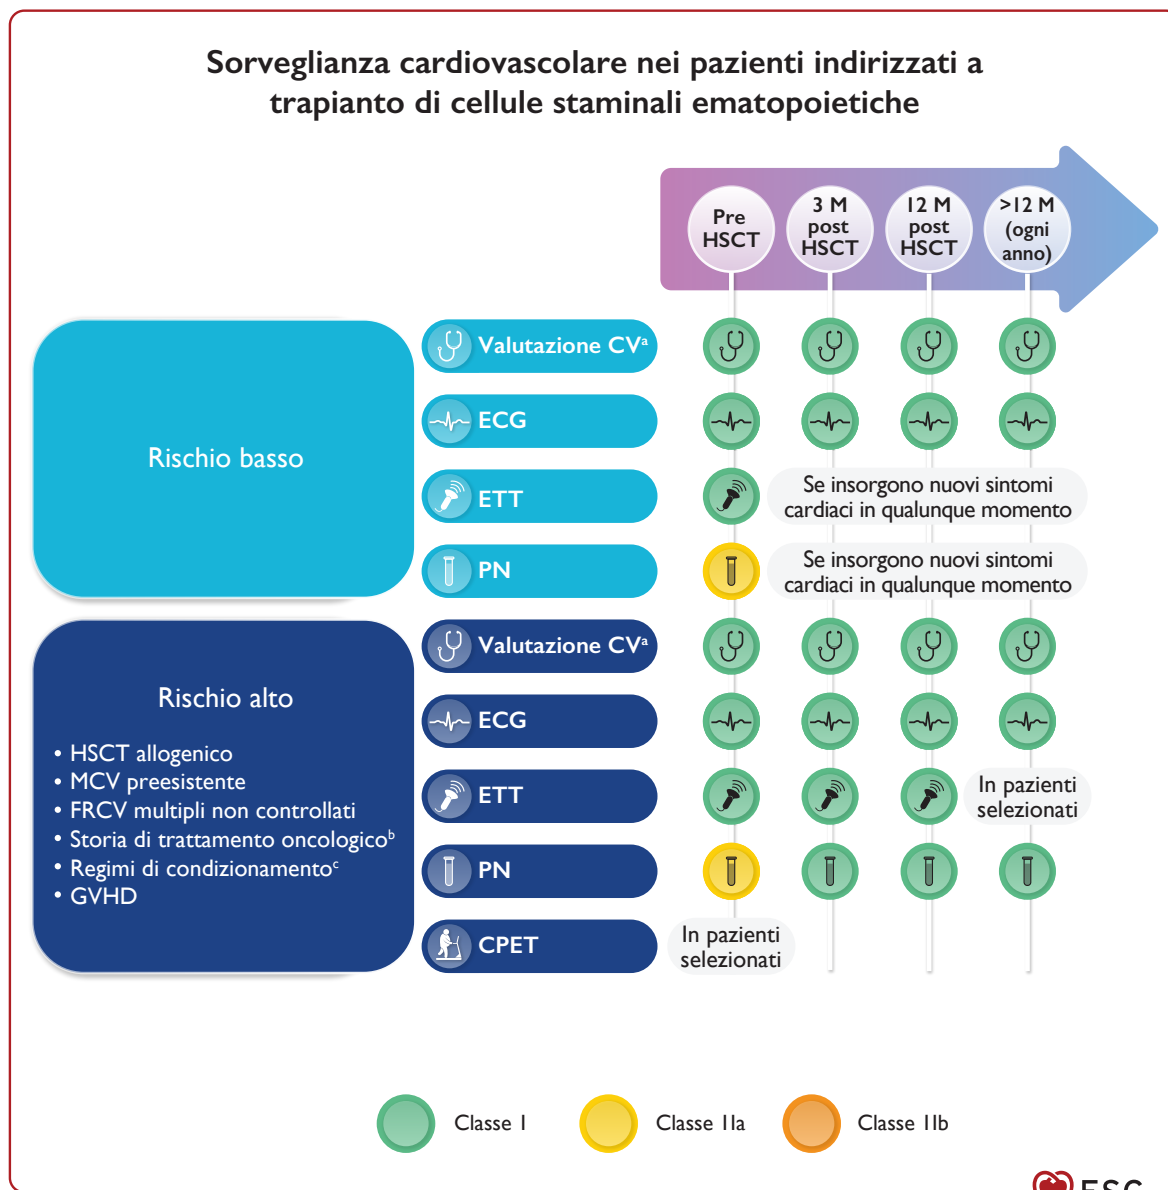 Sorveglianza cardiovascolare nei pazienti indirizzati a
trapianto di cellule staminali ematopoietiche
Pre
HSCT
3 M
post
HSCT
12 M
post
HSCT
>12 M
(ogni
anno)
Rischio basso
Valutazione CVᵃ
ECG
ETT
Se insorgono nuovi sintomi
cardiaci in qualunque momento
PN
Se insorgono nuovi sintomi
cardiaci in qualunque momento
Rischio alto
• HSCT allogenico
• MCV preesistente
• FRCV multipli non controllati
• Storia di trattamento oncologicoᵇ
• Regimi di condizionamentoᶜ
• GVHD
Valutazione CVᵃ
ECG
ETT
In pazienti
selezionati
PN
CPET
In pazienti
selezionati
Classe I
Classe IIa
Classe IIb
ESC